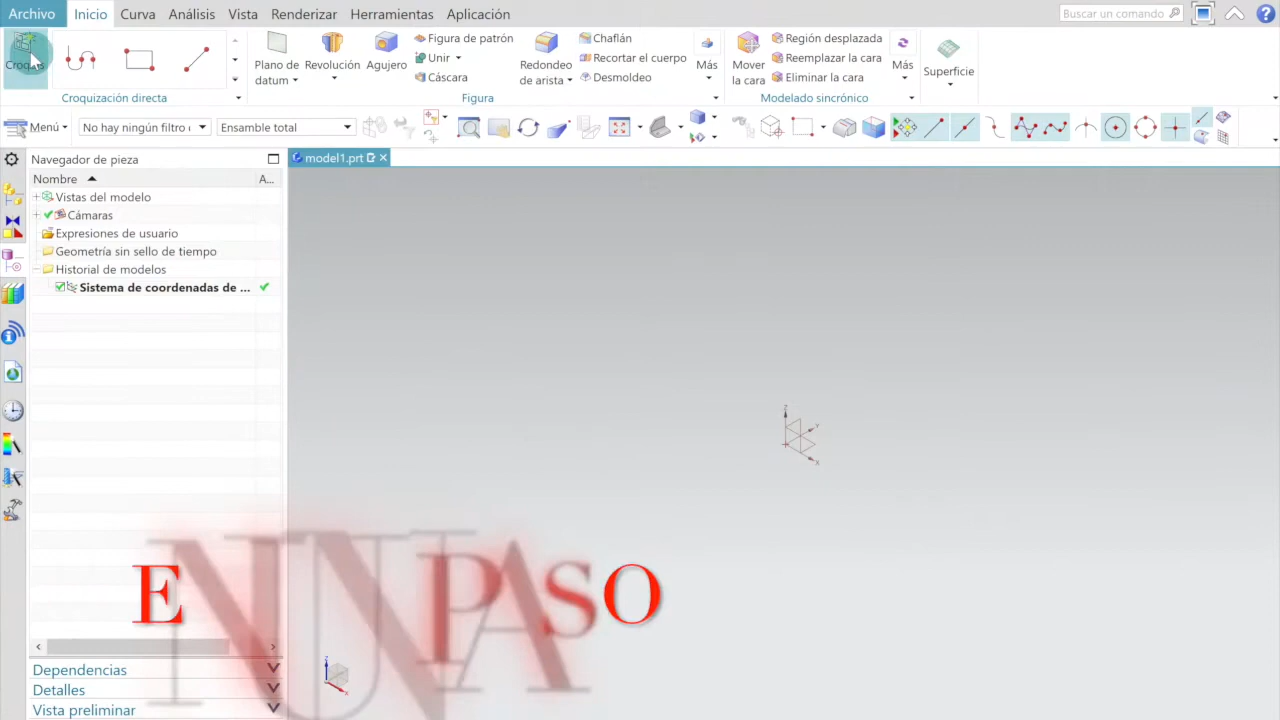 Archivo Inicio Curva Análisis Vista Renderizar Herramientas Aplicación Buscar un comando
Croquis
Plano de datum
Revolución
Agujero
Figura de patrón
Unir
Cáscara
Redondeo de arista
Chaflán
Recortar el cuerpo
Desmoldeo
Más
Mover la cara
Región desplazada
Reemplazar la cara
Eliminar la cara
Más
Superficie
Croquización directa Figura Modelado sincrónico
Menú No hay ningún filtro Ensamble total
Navegador de pieza
model1.prt
Nombre A...
Vistas del modelo
Cámaras
Expresiones de usuario
Geometría sin sello de tiempo
Historial de modelos
Sistema de coordenadas de ...
Z
Y
X
EN UN PASO
Dependencias
Detalles
Vista preliminar
Z
X